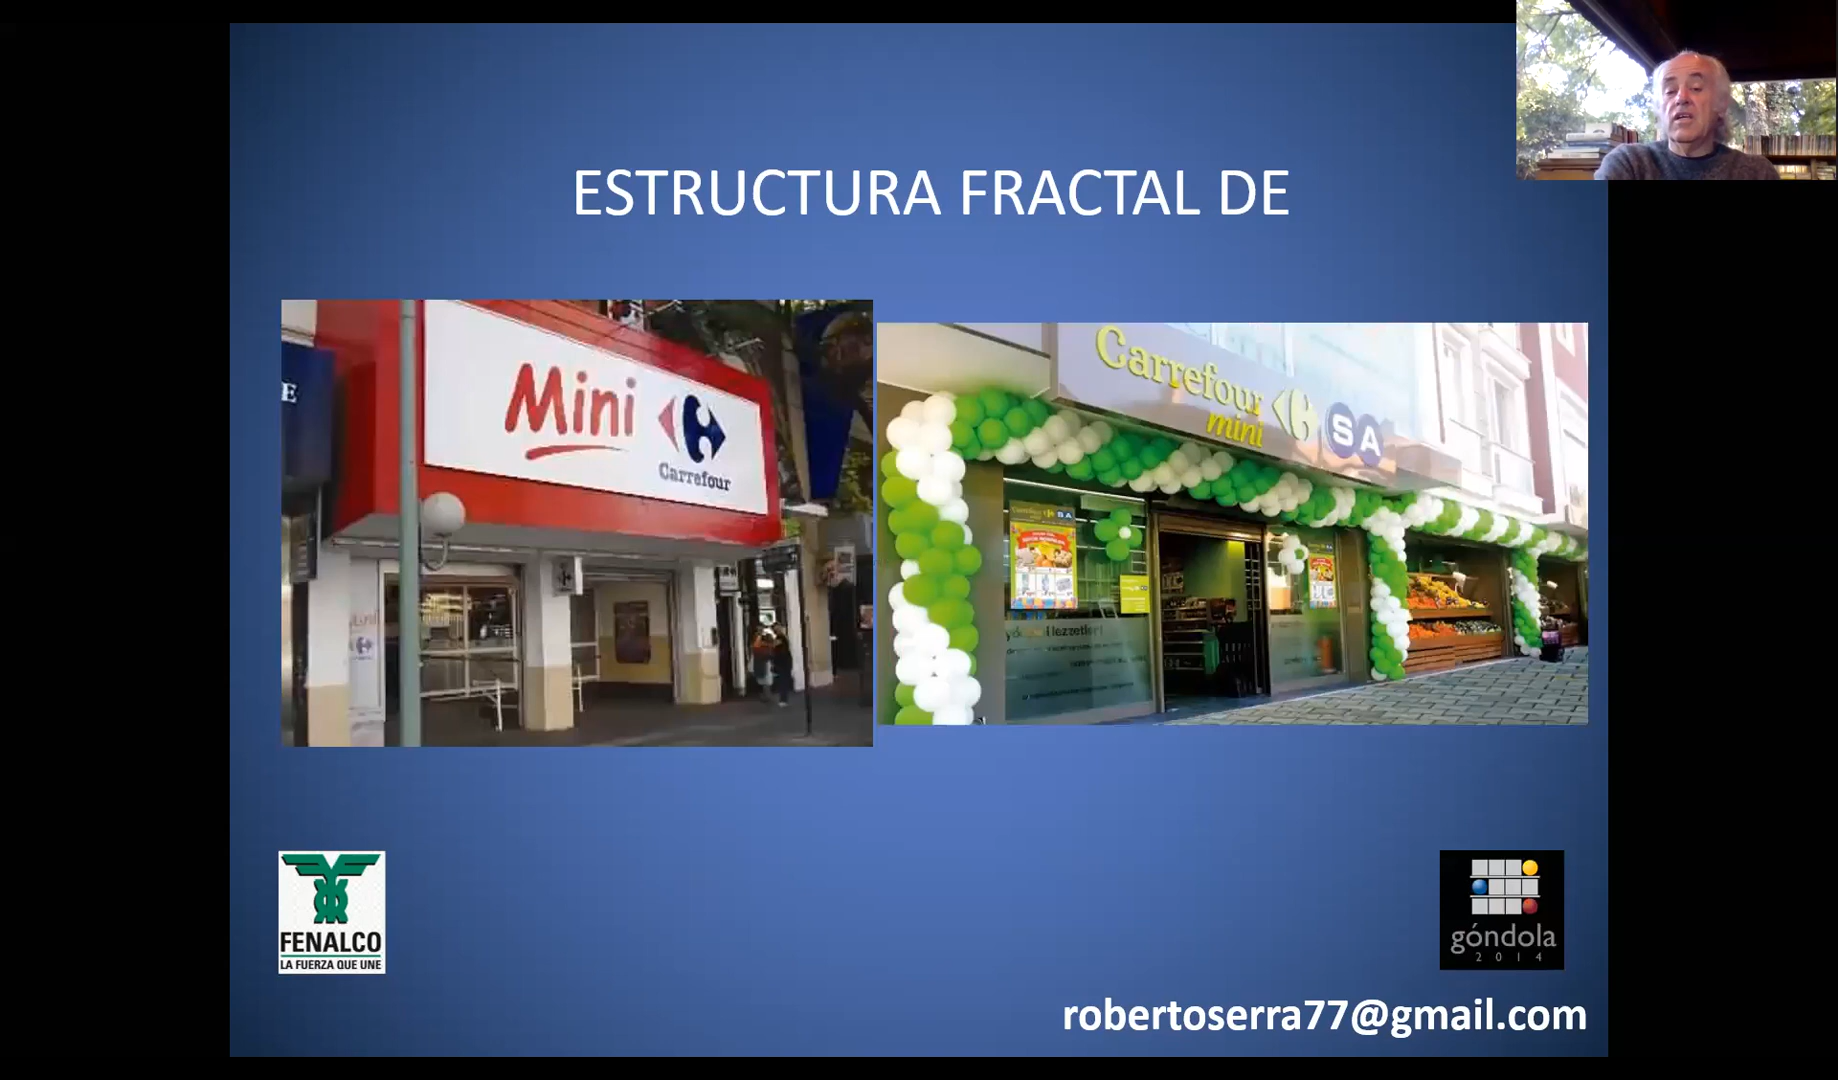 ESTRUCTURA FRACTAL DE
E
Mini
Carrefour
Carrefour
mini
SA
FENALCO
LA FUERZA QUE UNE
góndola
2014
robertoserra77@gmail.com